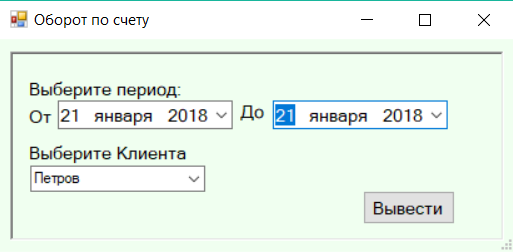 Оборот по счету
Выберите период:
От 21 января 2018 До 21 января 2018
Выберите Клиента
Петров
Вывести